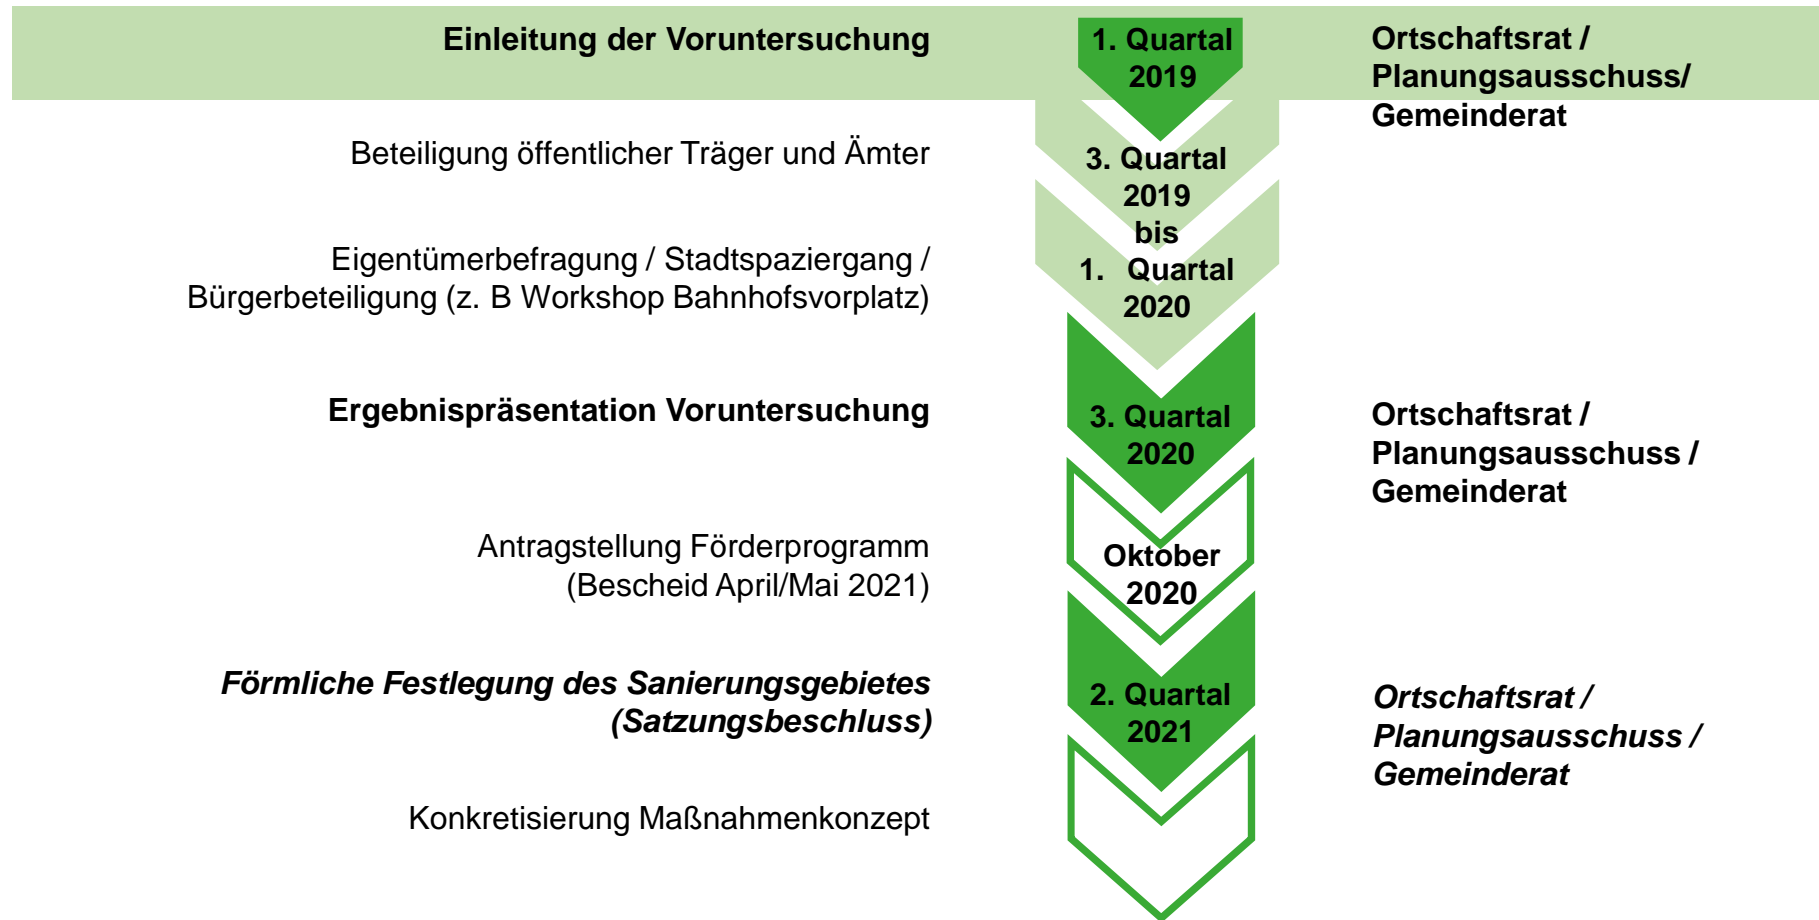 Einleitung der Voruntersuchung
1. Quartal
2019
Ortschaftsrat /
Planungsausschuss/
Gemeinderat
Beteiligung öffentlicher Träger und Ämter
3. Quartal
2019
bis
1. Quartal
2020
Eigentümerbefragung / Stadtspaziergang /
Bürgerbeteiligung (z. B Workshop Bahnhofsvorplatz)
Ergebnispräsentation Voruntersuchung
3. Quartal
2020
Ortschaftsrat /
Planungsausschuss /
Gemeinderat
Antragstellung Förderprogramm
(Bescheid April/Mai 2021)
Oktober
2020
Förmliche Festlegung des Sanierungsgebietes
(Satzungsbeschluss)
2. Quartal
2021
Ortschaftsrat /
Planungsausschuss /
Gemeinderat
Konkretisierung Maßnahmenkonzept